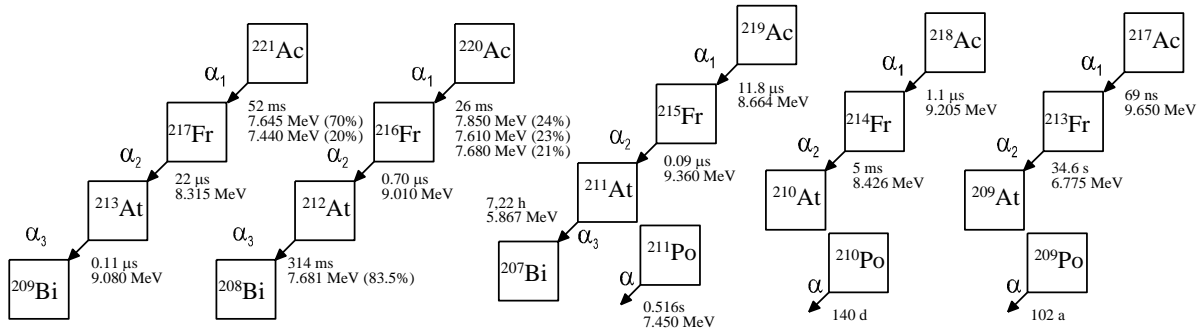 ²²¹Ac
α₁
52 ms
7.645 MeV (70%)
7.440 MeV (20%)
²¹⁷Fr
α₂
22 μs
8.315 MeV
²¹³At
α₃
0.11 μs
9.080 MeV
²⁰⁹Bi
²²⁰Ac
α₁
26 ms
7.850 MeV (24%)
7.610 MeV (23%)
7.680 MeV (21%)
²¹⁶Fr
α₂
0.70 μs
9.010 MeV
²¹²At
α₃
314 ms
7.681 MeV (83.5%)
²⁰⁸Bi
²¹⁹Ac
α₁
11.8 μs
8.664 MeV
²¹⁵Fr
α₂
0.09 μs
9.360 MeV
²¹¹At
7,22 h
5.867 MeV
α₃
²⁰⁷Bi
²¹¹Po
α
0.516s
7.450 MeV
²¹⁸Ac
α₁
1.1 μs
9.205 MeV
²¹⁴Fr
α₂
5 ms
8.426 MeV
²¹⁰At
²¹⁰Po
α
140 d
²¹⁷Ac
α₁
69 ns
9.650 MeV
²¹³Fr
α₂
34.6 s
6.775 MeV
²⁰⁹At
²⁰⁹Po
α
102 a